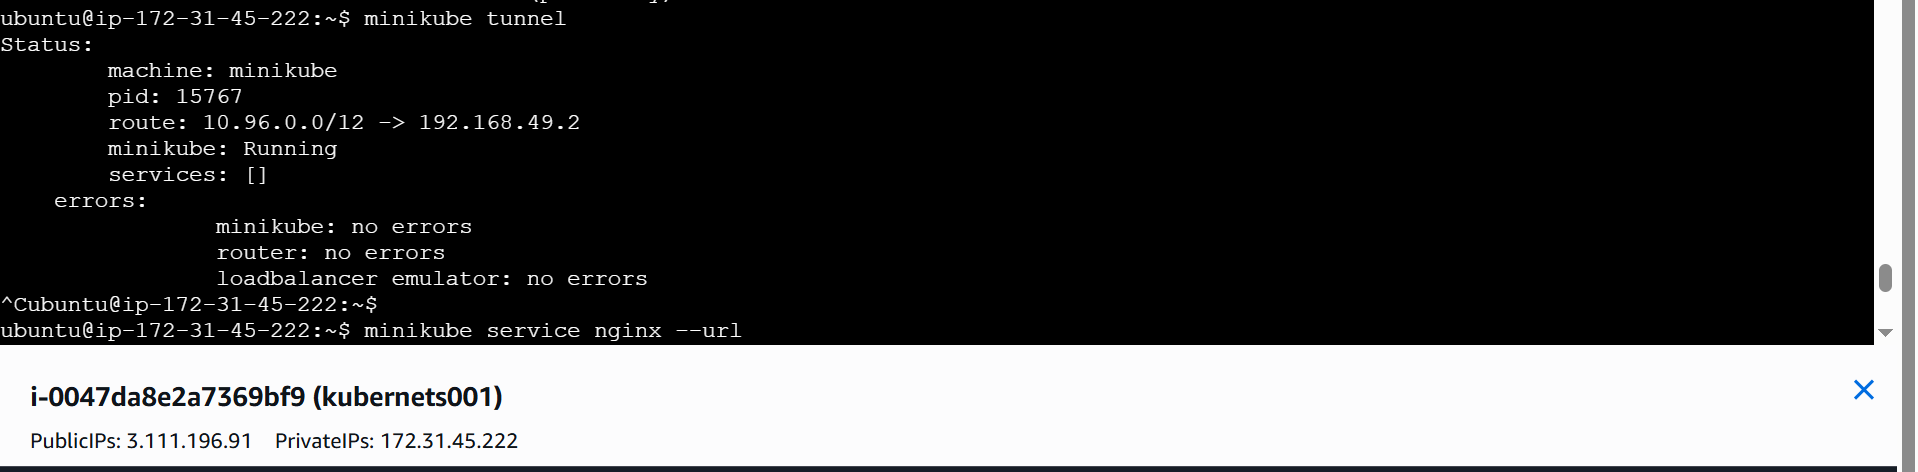 ubuntu@ip-172-31-45-222:~$ minikube tunnel
Status:
machine: minikube
pid: 15767
route: 10.96.0.0/12 -> 192.168.49.2
minikube: Running
services: []
errors:
minikube: no errors
router: no errors
loadbalancer emulator: no errors
^Cubuntu@ip-172-31-45-222:~$
ubuntu@ip-172-31-45-222:~$ minikube service nginx --url
i-0047da8e2a7369bf9 (kubernets001)
PublicIPs: 3.111.196.91 PrivateIPs: 172.31.45.222